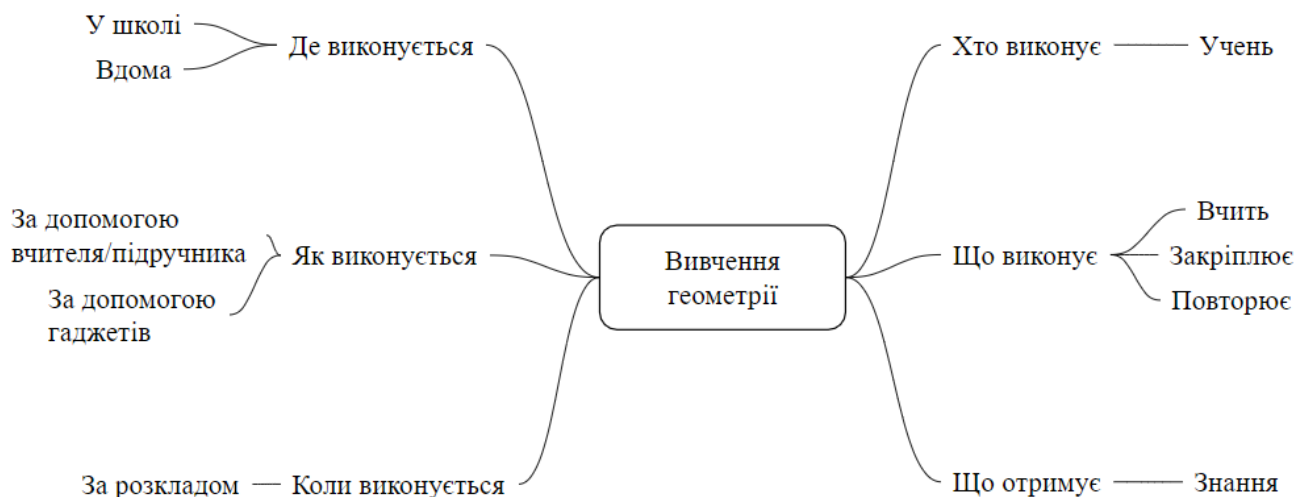 У школі
Вдома
Де виконується
За допомогою
вчителя/підручника
За допомогою
гаджетів
Як виконується
За розкладом
Коли виконується
Вивчення
геометрії
Хто виконує
Учень
Що виконує
Вчить
Закріплює
Повторює
Що отримує
Знання